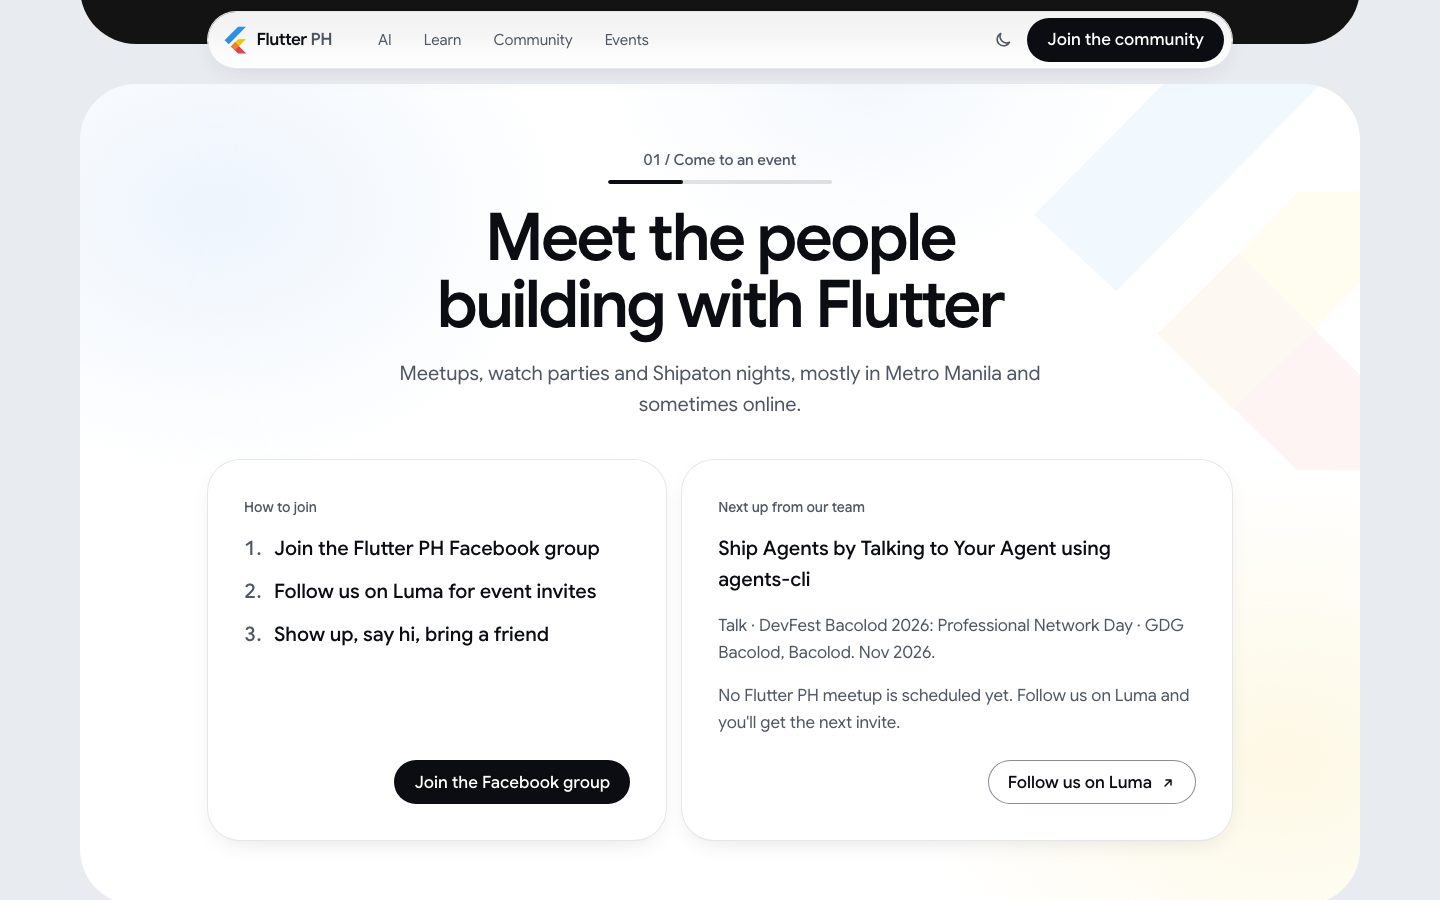 Flutter PH
AI
Learn
Community
Events
Join the community
01 / Come to an event
Meet the people
building with Flutter
Meetups, watch parties and Shipaton nights, mostly in Metro Manila and
sometimes online.
How to join
1. Join the Flutter PH Facebook group
2. Follow us on Luma for event invites
3. Show up, say hi, bring a friend
Join the Facebook group
Next up from our team
Ship Agents by Talking to Your Agent using
agents-cli
Talk · DevFest Bacolod 2026: Professional Network Day · GDG
Bacolod, Bacolod. Nov 2026.
No Flutter PH meetup is scheduled yet. Follow us on Luma and
you'll get the next invite.
Follow us on Luma ↗